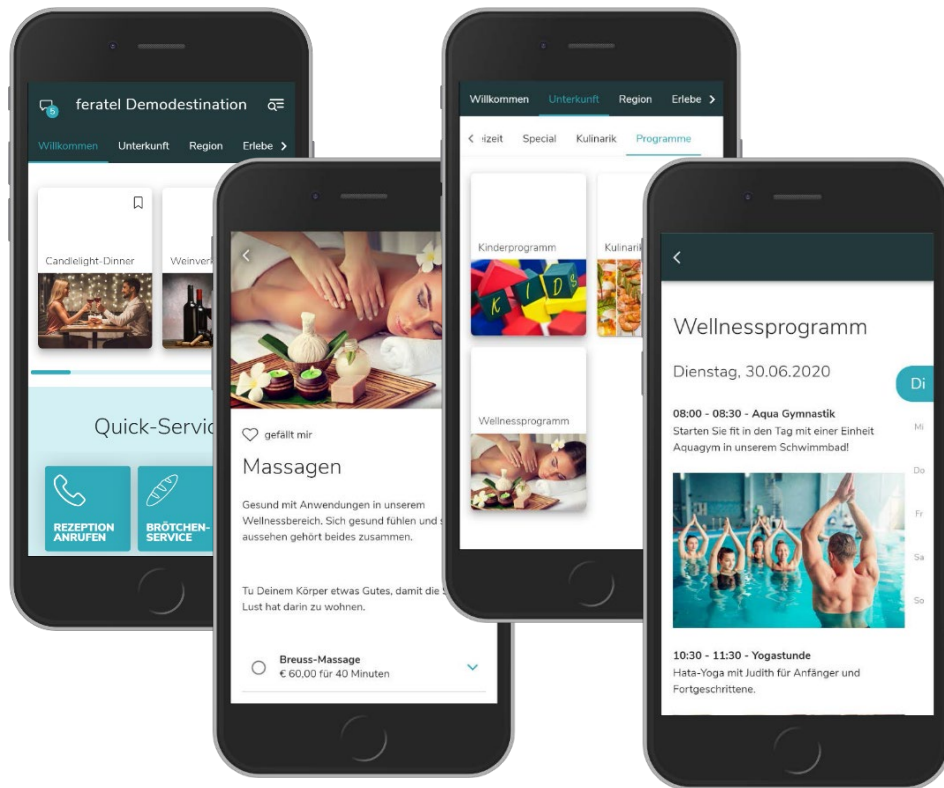 5
feratel Demodestination
Willkommen Unterkunft Region Erlebe
Candlelight-Dinner
Quick-Servic
REZEPTION
ANRUFEN
BRÖTCHEN-
SERVICE
gefällt mir
Massagen
Gesund mit Anwendungen in unserem
Wellnessbereich. Sich gesund fühlen und s
aussehen gehört beides zusammen.
Tu Deinem Körper etwas Gutes, damit die S
Lust hat darin zu wohnen.
Breuss-Massage
€ 60,00 für 40 Minuten
Willkommen Unterkunft Region Erlebe
eizeit Special Kulinarik Programme
Kinderprogramm
Kulinarik
KIDS
Wellnessprogramm
Wellnessprogramm
Dienstag, 30.06.2020
Di
08:00 - 08:30 - Aqua Gymnastik
Starten Sie fit in den Tag mit einer Einheit
Aquagym in unserem Schwimmbad!
Mi
Do
Fr
Sa
So
10:30 - 11:30 - Yogastunde
Hata-Yoga mit Judith für Anfänger und
Fortgeschrittene.